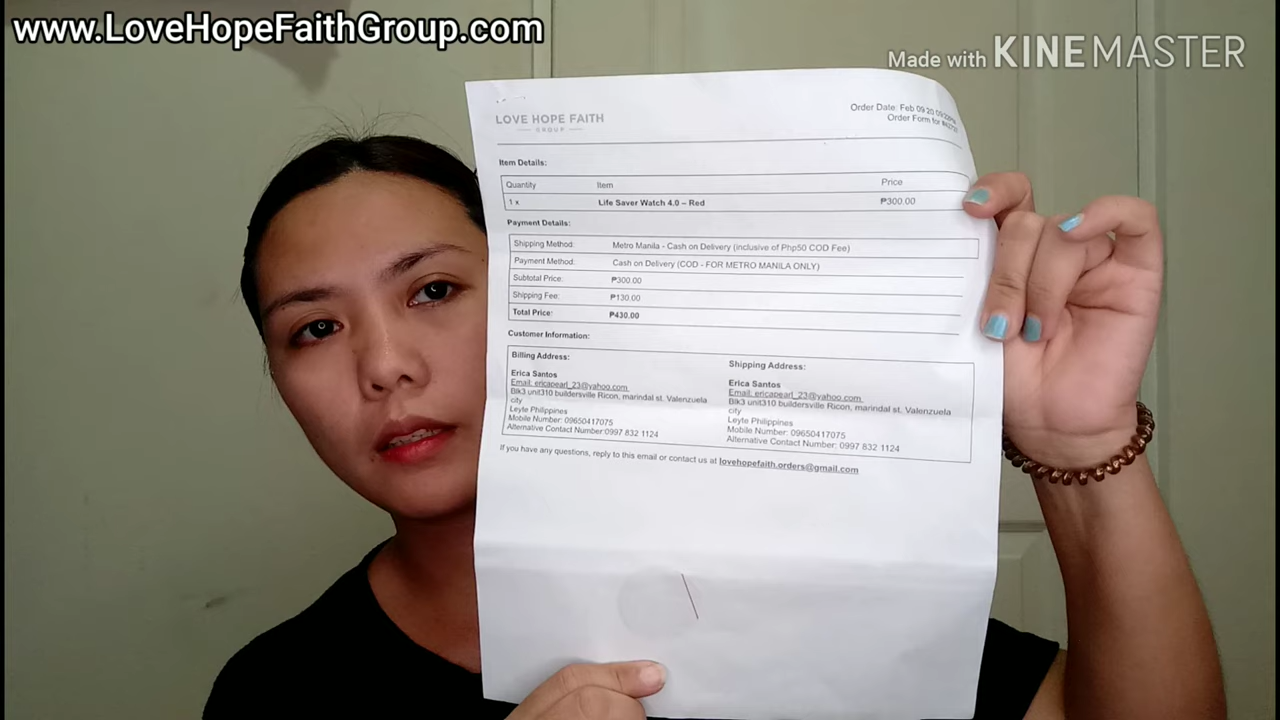 www.LoveHopeFaithGroup.com
Made with KINEMASTER
LOVE HOPE FAITH
GROUP
Order Date: Feb 09 20
Order Form for
Item Details:
Quantity Item Price
1 x Life Saver Watch 4.0 – Red ₱300.00
Payment Details:
Shipping Method: Metro Manila - Cash on Delivery (inclusive of Php50 COD Fee)
Payment Method: Cash on Delivery (COD - FOR METRO MANILA ONLY)
Subtotal Price: ₱300.00
Shipping Fee: ₱130.00
Total Price: ₱430.00
Customer Information:
Billing Address:
Erica Santos
Email: ericapearl_23@yahoo.com
Blk3 unit310 buildersville Ricon, marindal st. Valenzuela
city
Leyte Philippines
Mobile Number: 09650417075
Alternative Contact Number:0997 832 1124
Shipping Address:
Erica Santos
Email: ericapearl_23@yahoo.com
Blk3 unit310 buildersville Ricon, marindal st. Valenzuela
city
Leyte Philippines
Mobile Number: 09650417075
Alternative Contact Number:0997 832 1124
If you have any questions, reply to this email or contact us at lovehopefaith.orders@gmail.com